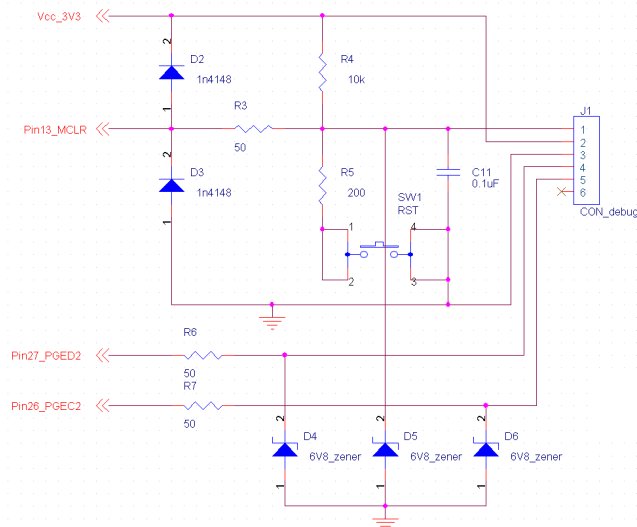 Vcc_3V3
2
D2
1n4148
1
R4
10k
J1
R3
Pin13_MCLR
50
1
2
3
4
5
6
CON_debug
2
D3
1n4148
1
R5
200
C11
0.1uF
SW1
RST
1
4
2
3
R6
Pin27_PGED2
50
R7
Pin26_PGEC2
50
2
D4
6V8_zener
1
2
D5
6V8_zener
1
2
D6
6V8_zener
1